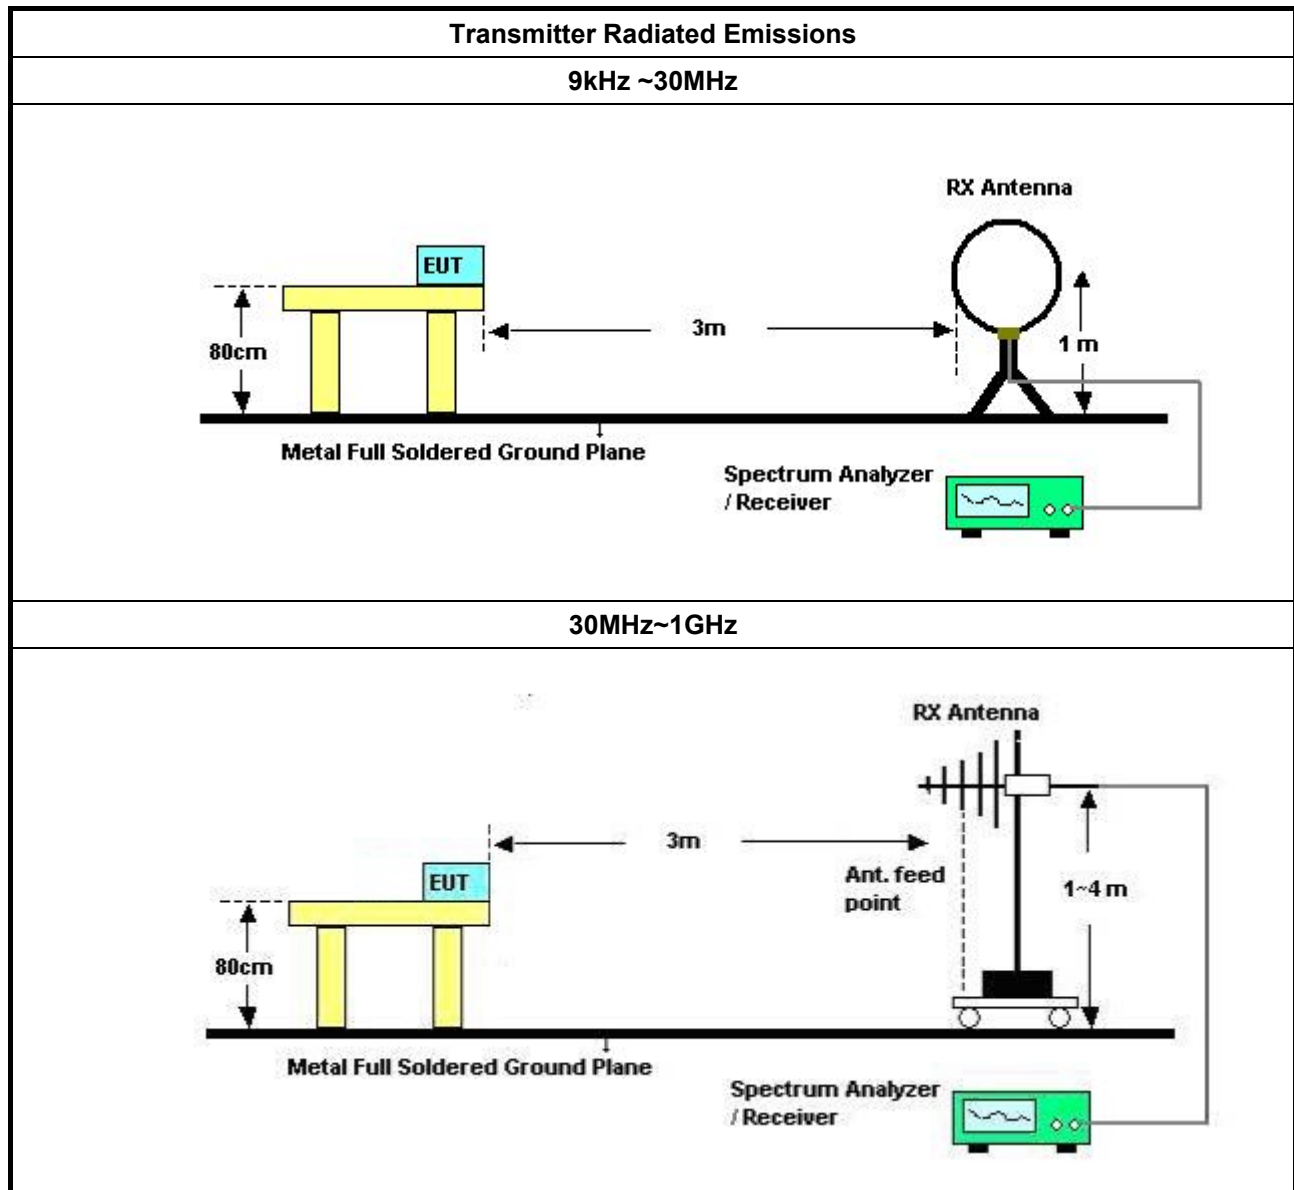 Transmitter Radiated Emissions
9kHz ~30MHz
RX Antenna
EUT
3m
80cm
1 m
Metal Full Soldered Ground Plane
Spectrum Analyzer
/ Receiver
30MHz~1GHz
RX Antenna
3m
EUT
Ant. feed
point
1~4 m
80cm
Metal Full Soldered Ground Plane
Spectrum Analyzer
/ Receiver